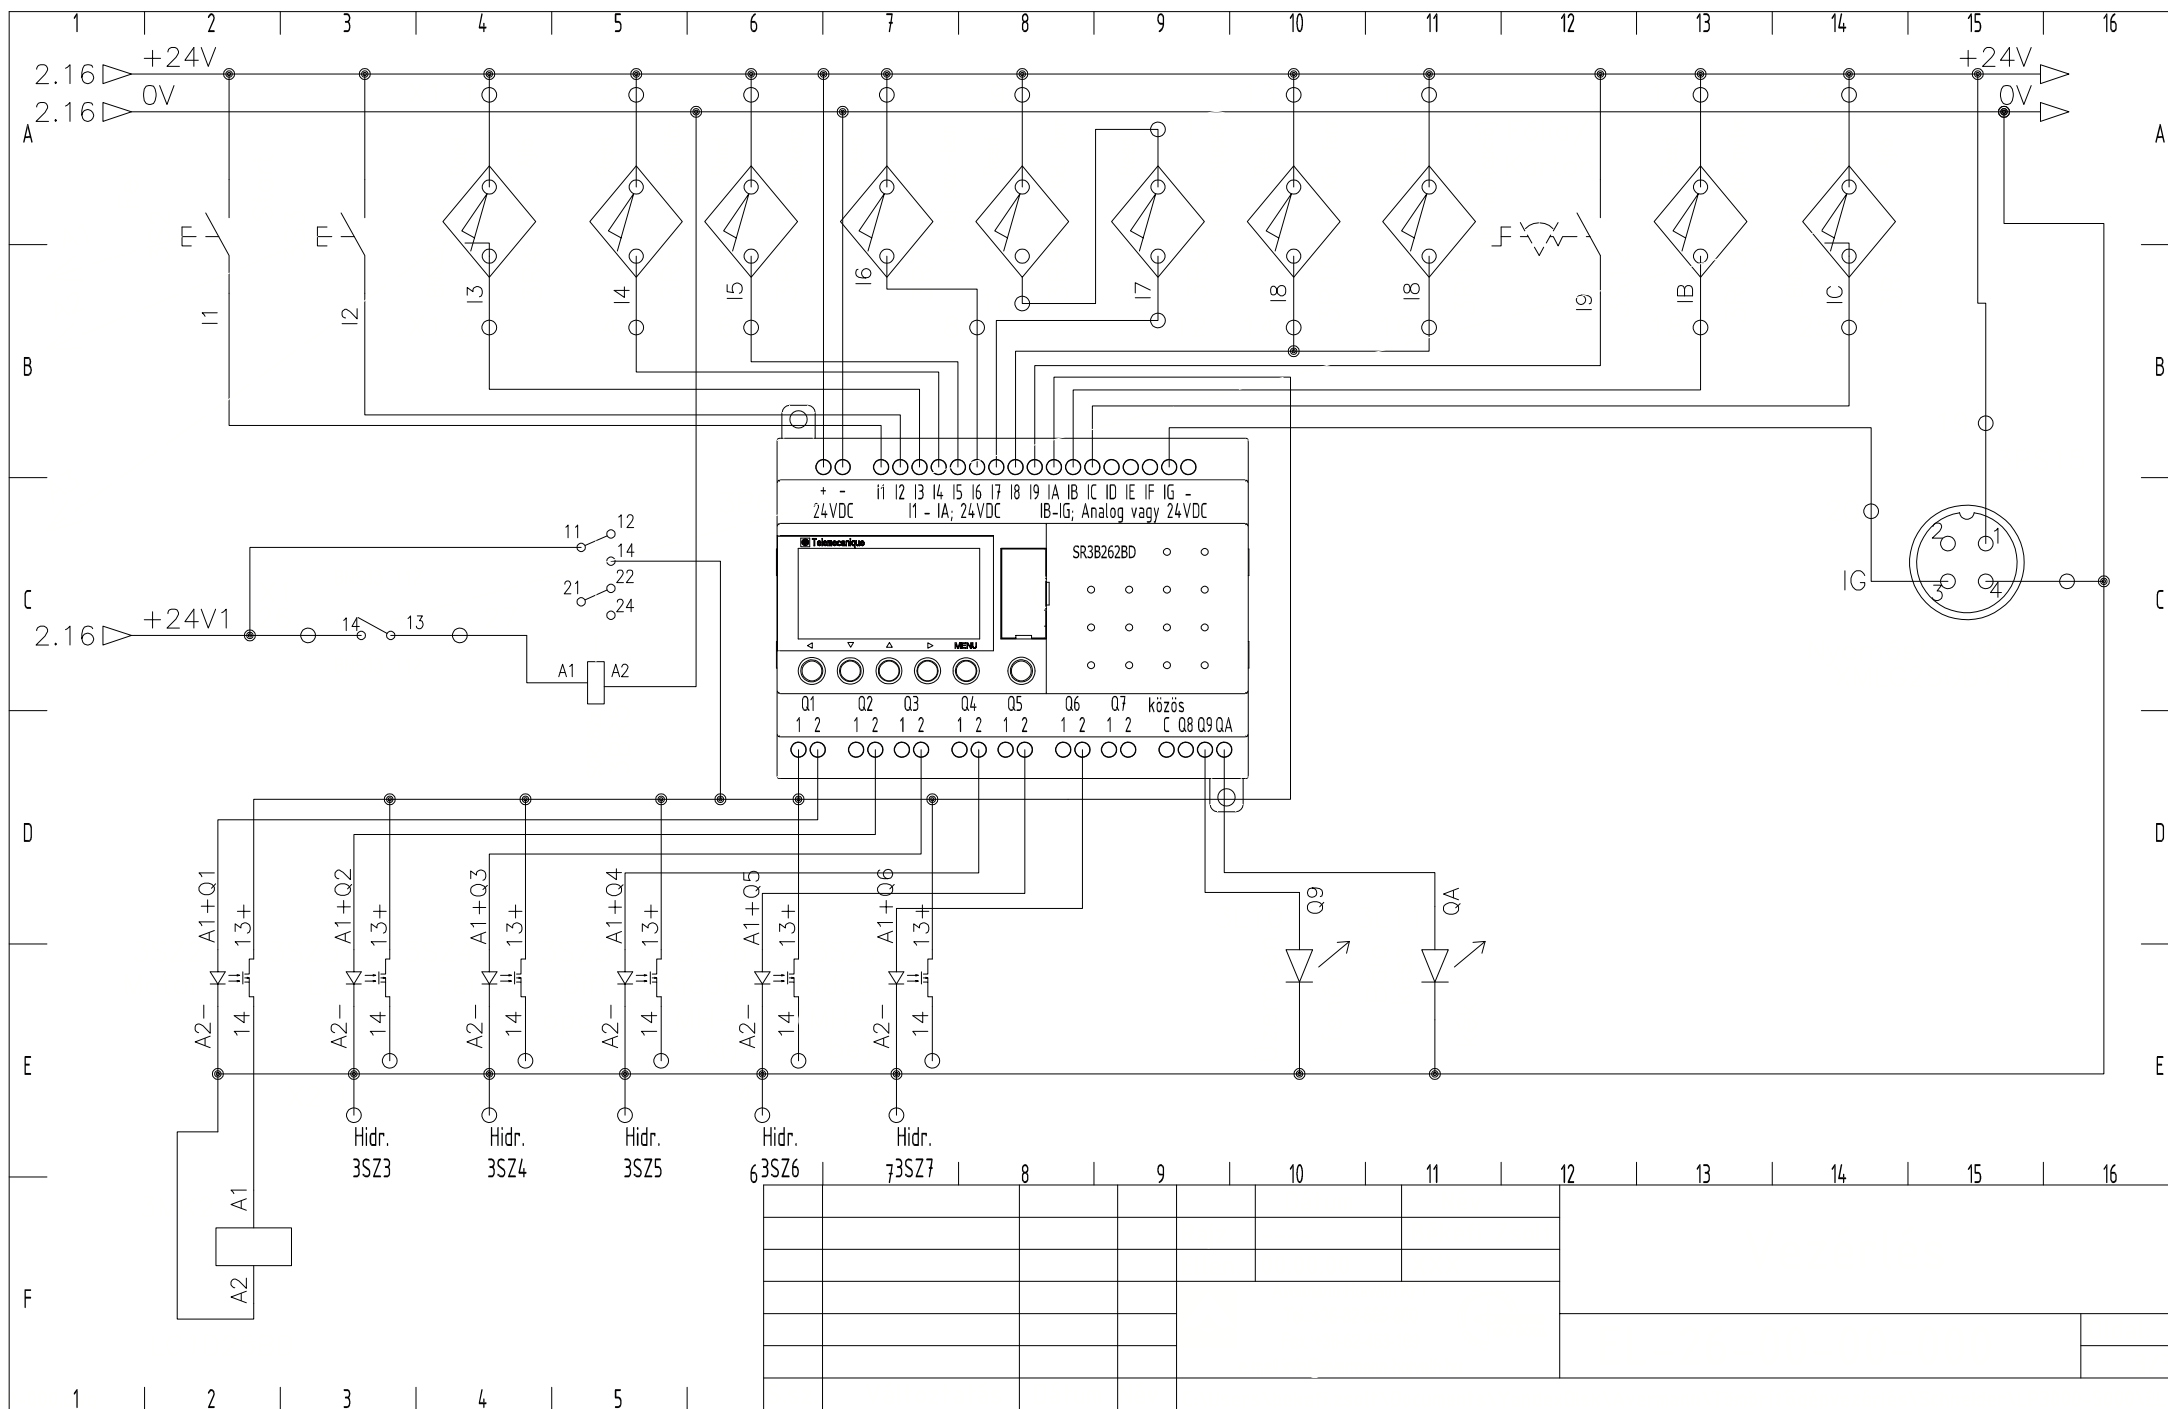 1 2 3 4 5 6 7 8 9 10 11 12 13 14 15 16
2.16 +24V +24V
2.16 0V 0V
A A
I1 I2 I3 I4 I5 I6 I7 I8 I8 I9 IB IC
B B
+ - i1 I2 I3 I4 I5 I6 I7 I8 I9 IA IB IC ID IE IF IG -
24VDC I1 - IA; 24VDC IB-IG; Analog vagy 24VDC
11 12
14
21 22
24
Telemecanique
SR3B262BD
2 1
IG 3 4
C C
2.16 +24V1 14 13
MENU
A1 A2
Q1 Q2 Q3 Q4 Q5 Q6 Q7 közös
1 2 1 2 1 2 1 2 1 2 1 2 1 2 C Q8 Q9 QA
D D
A1+Q1 13+ A1+Q2 13+ A1+Q3 13+ A1+Q4 13+ A1+Q5 13+ A1+Q6 13+ Q9 QA
A2- 14 A2- 14 A2- 14 A2- 14 A2- 14 A2- 14
E E
Hidr. Hidr. Hidr. Hidr. Hidr.
3SZ3 3SZ4 3SZ5 3SZ6 3SZ7
6 7 8 9 10 11 12 13 14 15 16
A1
A2
F
1 2 3 4 5